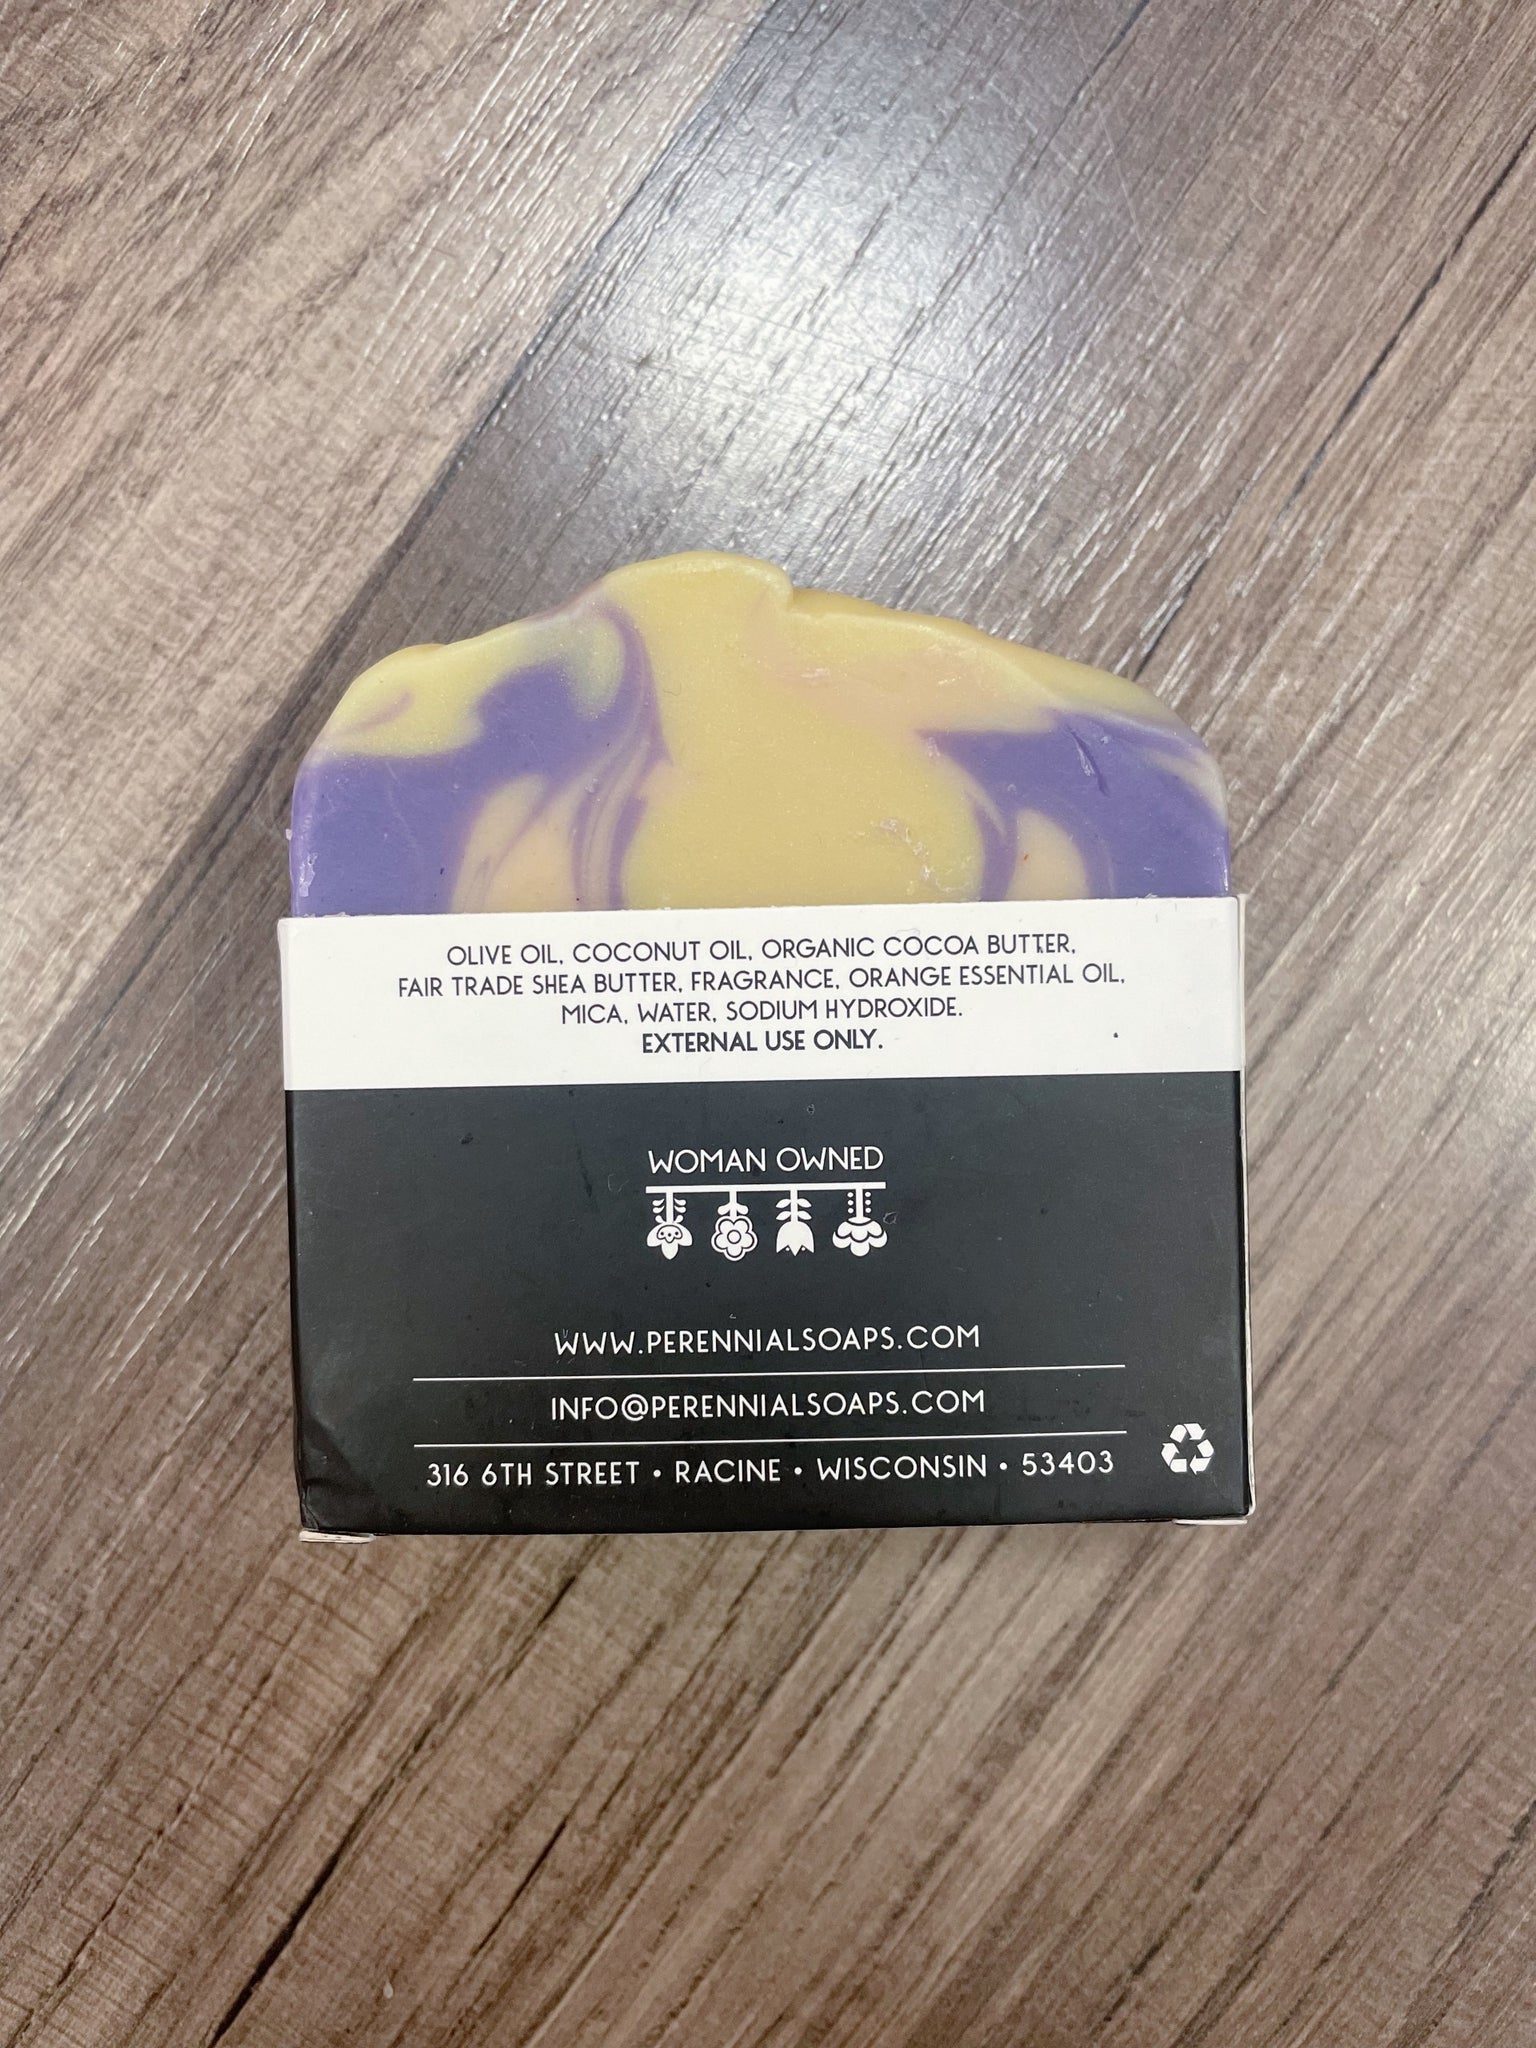 OLIVE OIL, COCONUT OIL, ORGANIC COCOA BUTTER,
FAIR TRADE SHEA BUTTER, FRAGRANCE, ORANGE ESSENTIAL OIL,
MICA, WATER, SODIUM HYDROXIDE.
EXTERNAL USE ONLY.
WOMAN OWNED
WWW.PERENNIALSOAPS.COM
INFO@PERENNIALSOAPS.COM
316 6TH STREET • RACINE • WISCONSIN • 53403